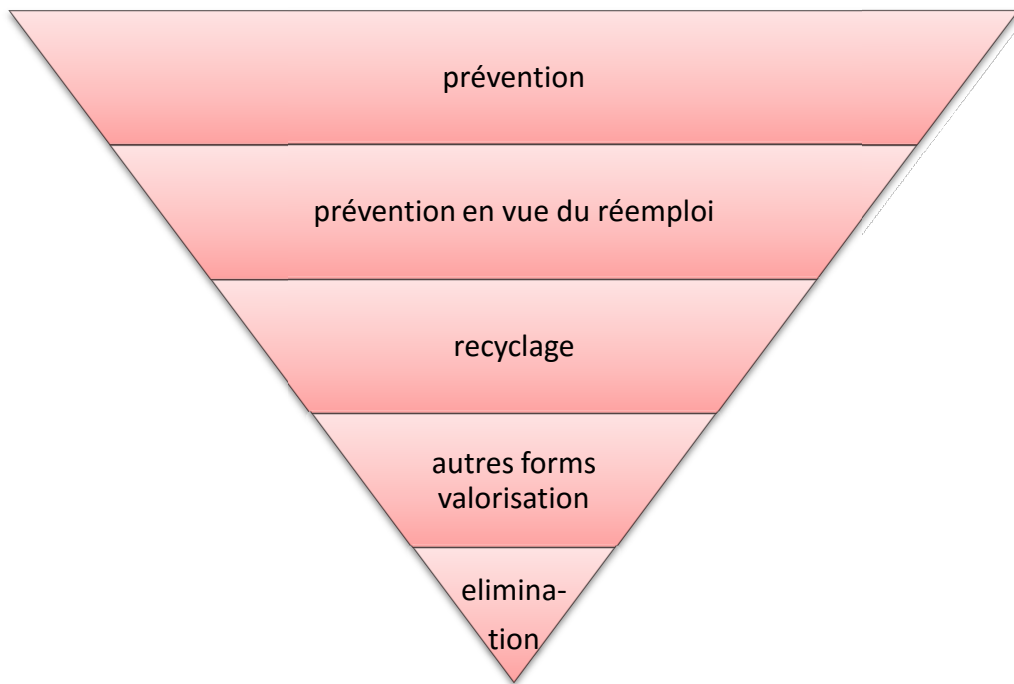 prévention
prévention en vue du réemploi
recyclage
autres forms
valorisation
elimina-
tion